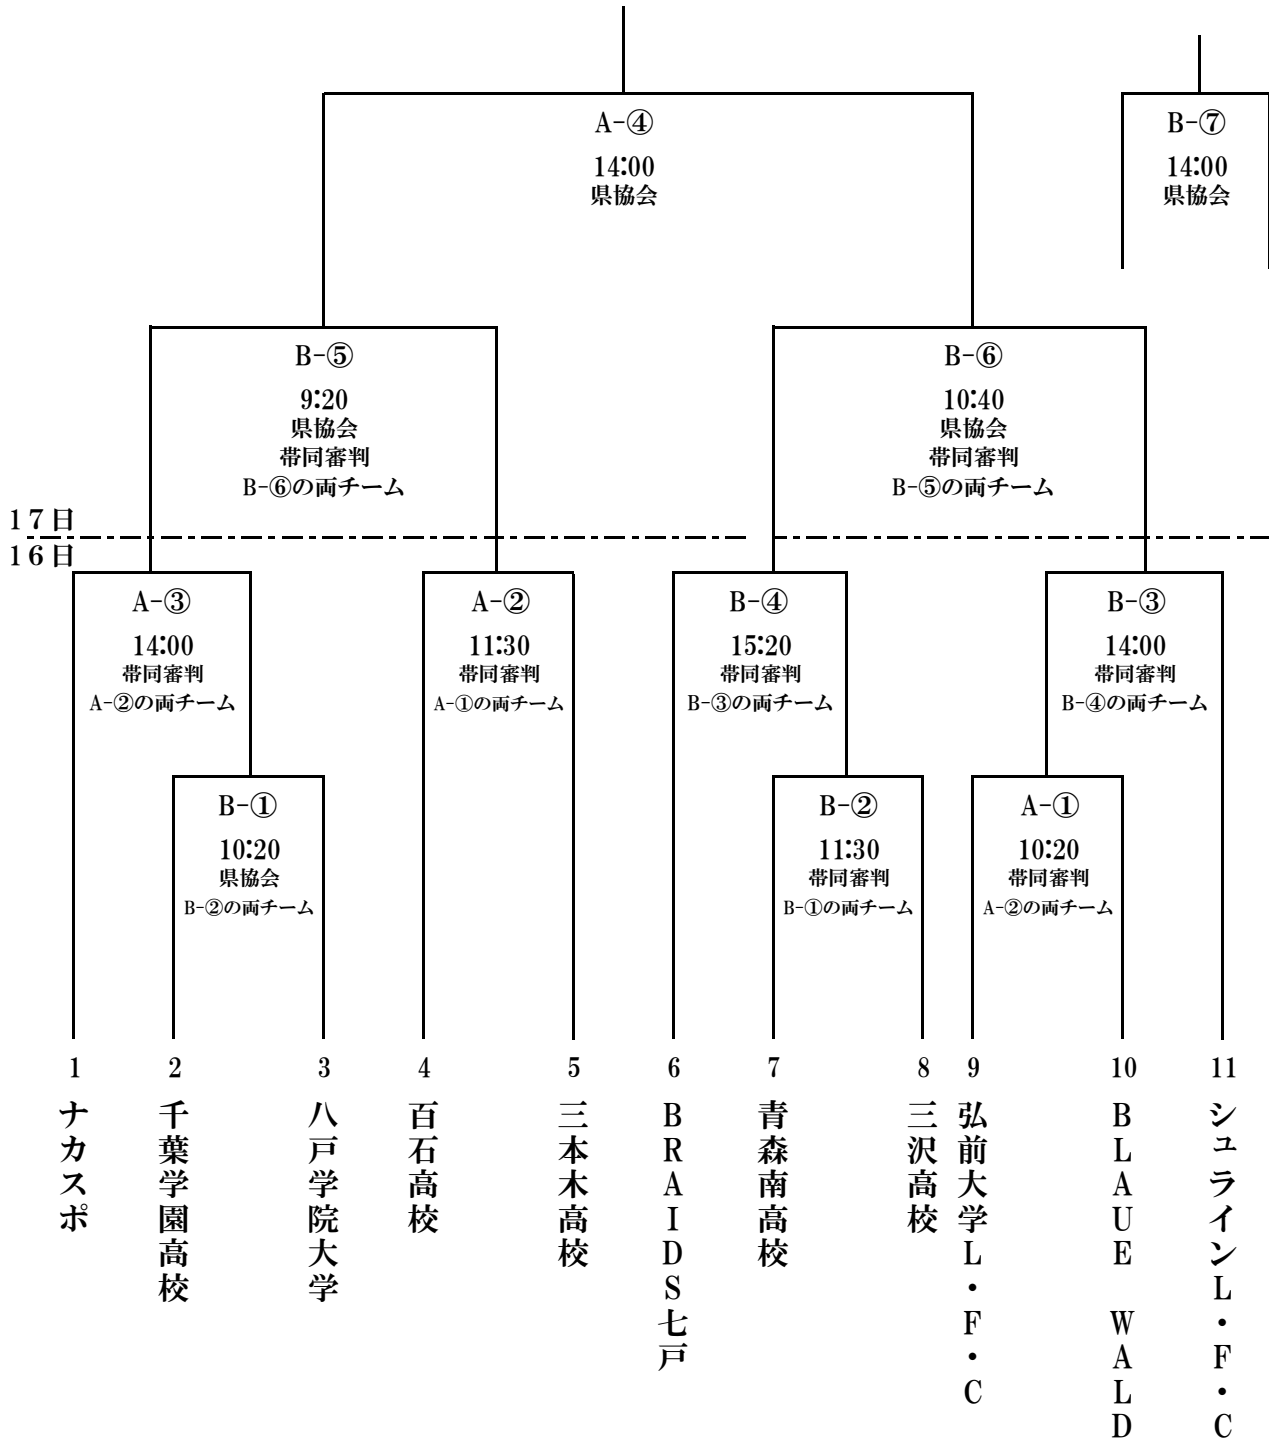 A-④
14:00
県協会
B-⑦
14:00
県協会
B-⑤
9:20
県協会
帯同審判
B-⑥の両チーム
B-⑥
10:40
県協会
帯同審判
B-⑤の両チーム
17日
16日
A-③
14:00
帯同審判
A-②の両チーム
A-②
11:30
帯同審判
A-①の両チーム
B-④
15:20
帯同審判
B-③の両チーム
B-③
14:00
帯同審判
B-④の両チーム
B-①
10:20
県協会
B-②の両チーム
B-②
11:30
帯同審判
B-①の両チーム
A-①
10:20
帯同審判
A-②の両チーム
1
ナカスポ
2
千葉学園高校
3
八戸学院大学
4
百石高校
5
三本木高校
6
BRAIDS七戸
7
青森南高校
8
三沢高校
9
弘前大学L・F・C
10
BLAUE WALD
11
シュラインL・F・C